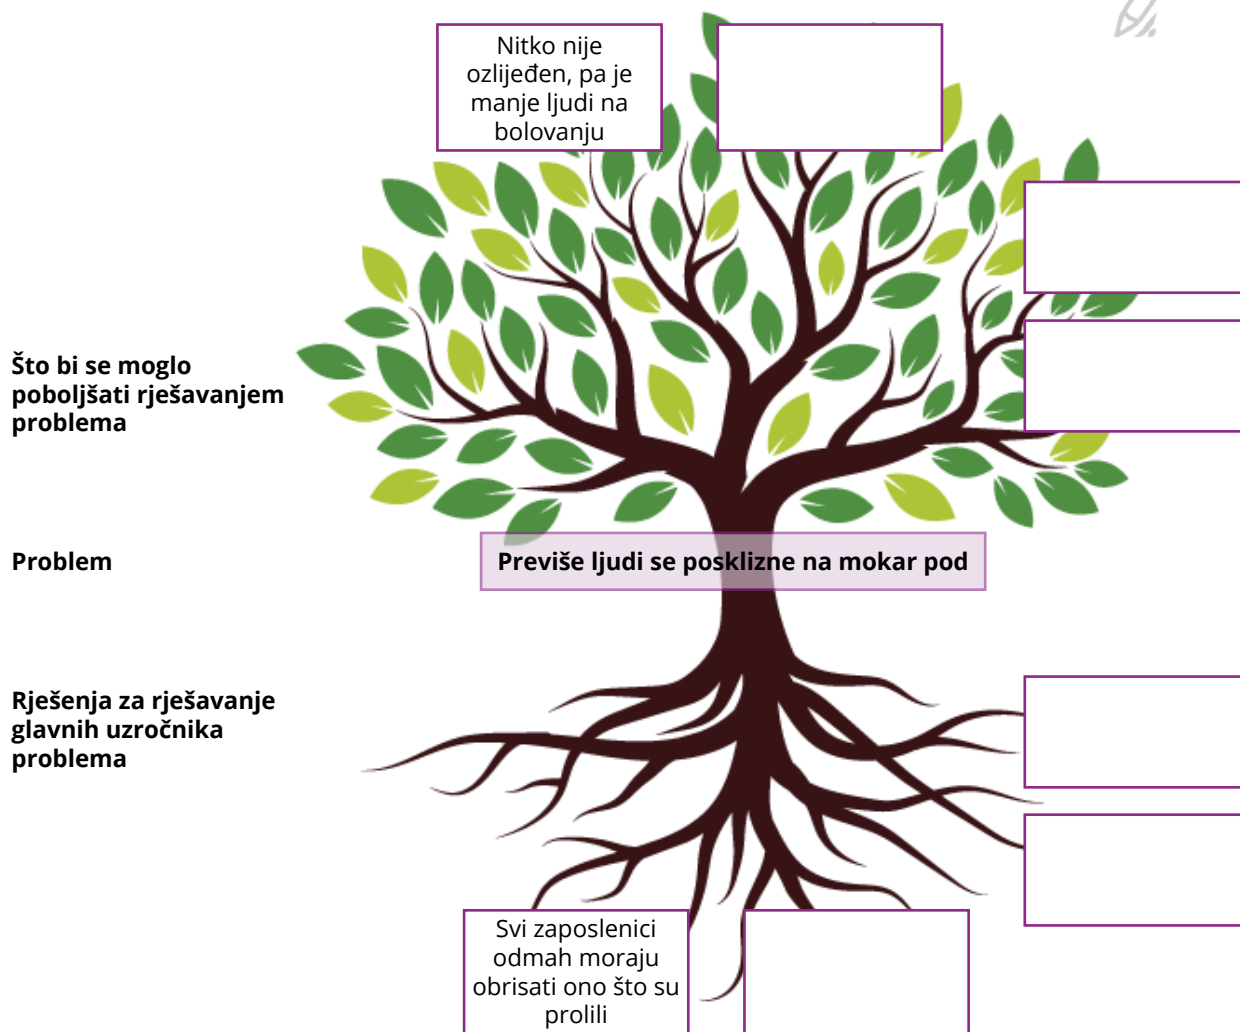 Nitko nije
ozlijeđen, pa je
manje ljudi na
bolovanju
Što bi se moglo
poboljšati rješavanjem
problema
Problem
Previše ljudi se posklizne na mokar pod
Rješenja za rješavanje
glavnih uzročnika
problema
Svi zaposlenici
odmah moraju
obrisati ono što su
prolili